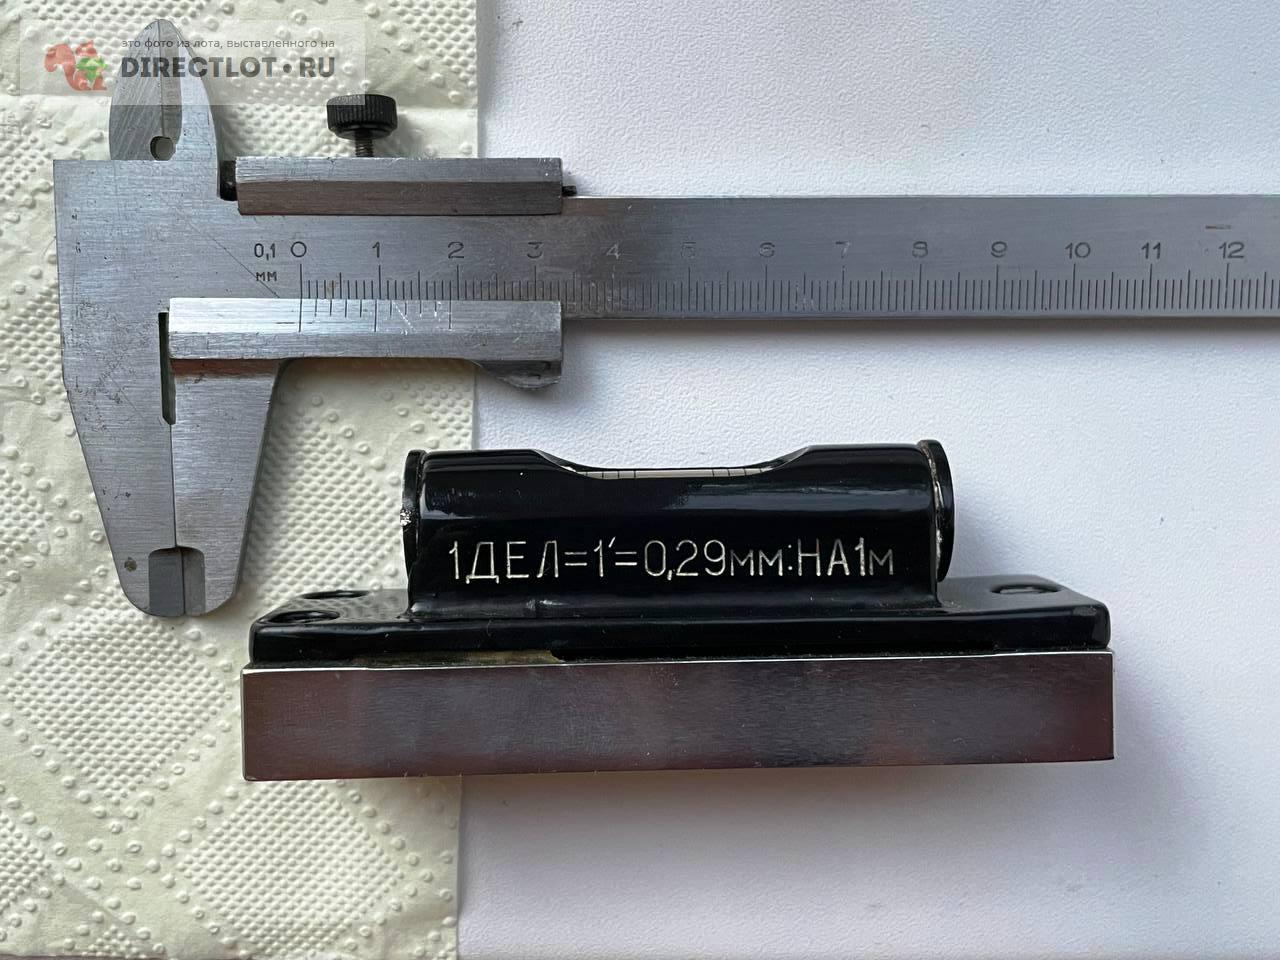 это фото из лота, выставленного на
DIRECTLOT•RU
0,1 0 1 2 3 4 5 6 7 8 9 10 11 12
мм
1ДЕЛ=1′=0,29мм:НА1м